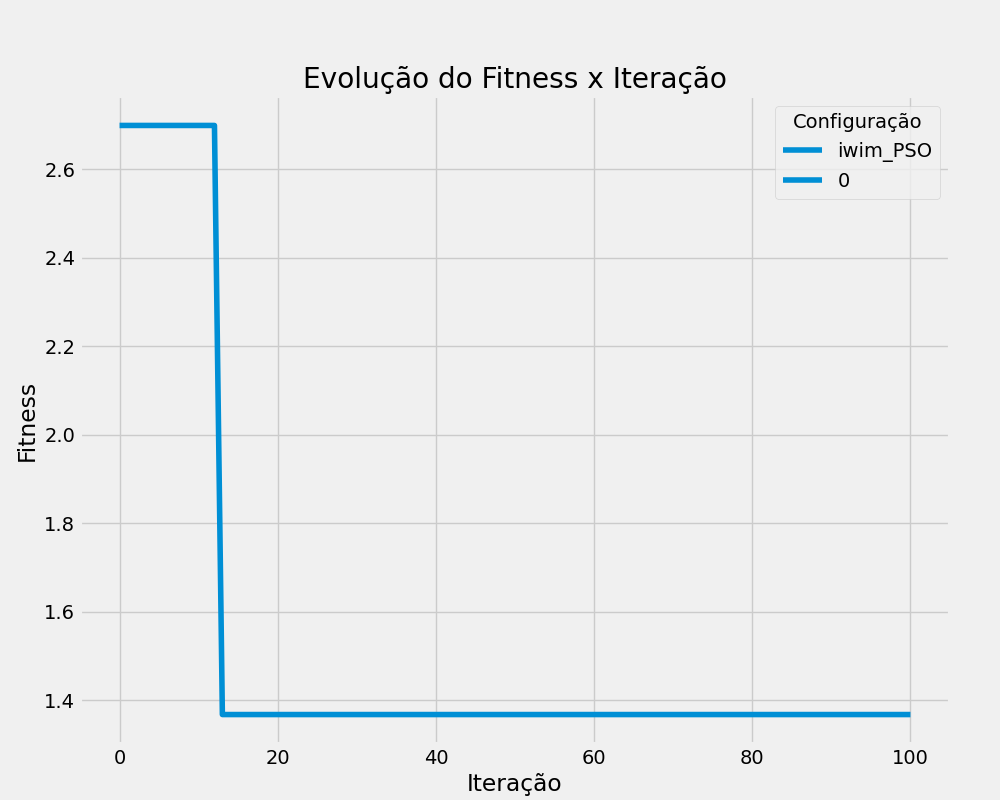 Evolução do Fitness x Iteração
Configuração
iwim_PSO
0
2.6
2.4
2.2
2.0
1.8
1.6
1.4
Fitness
0 20 40 60 80 100
Iteração